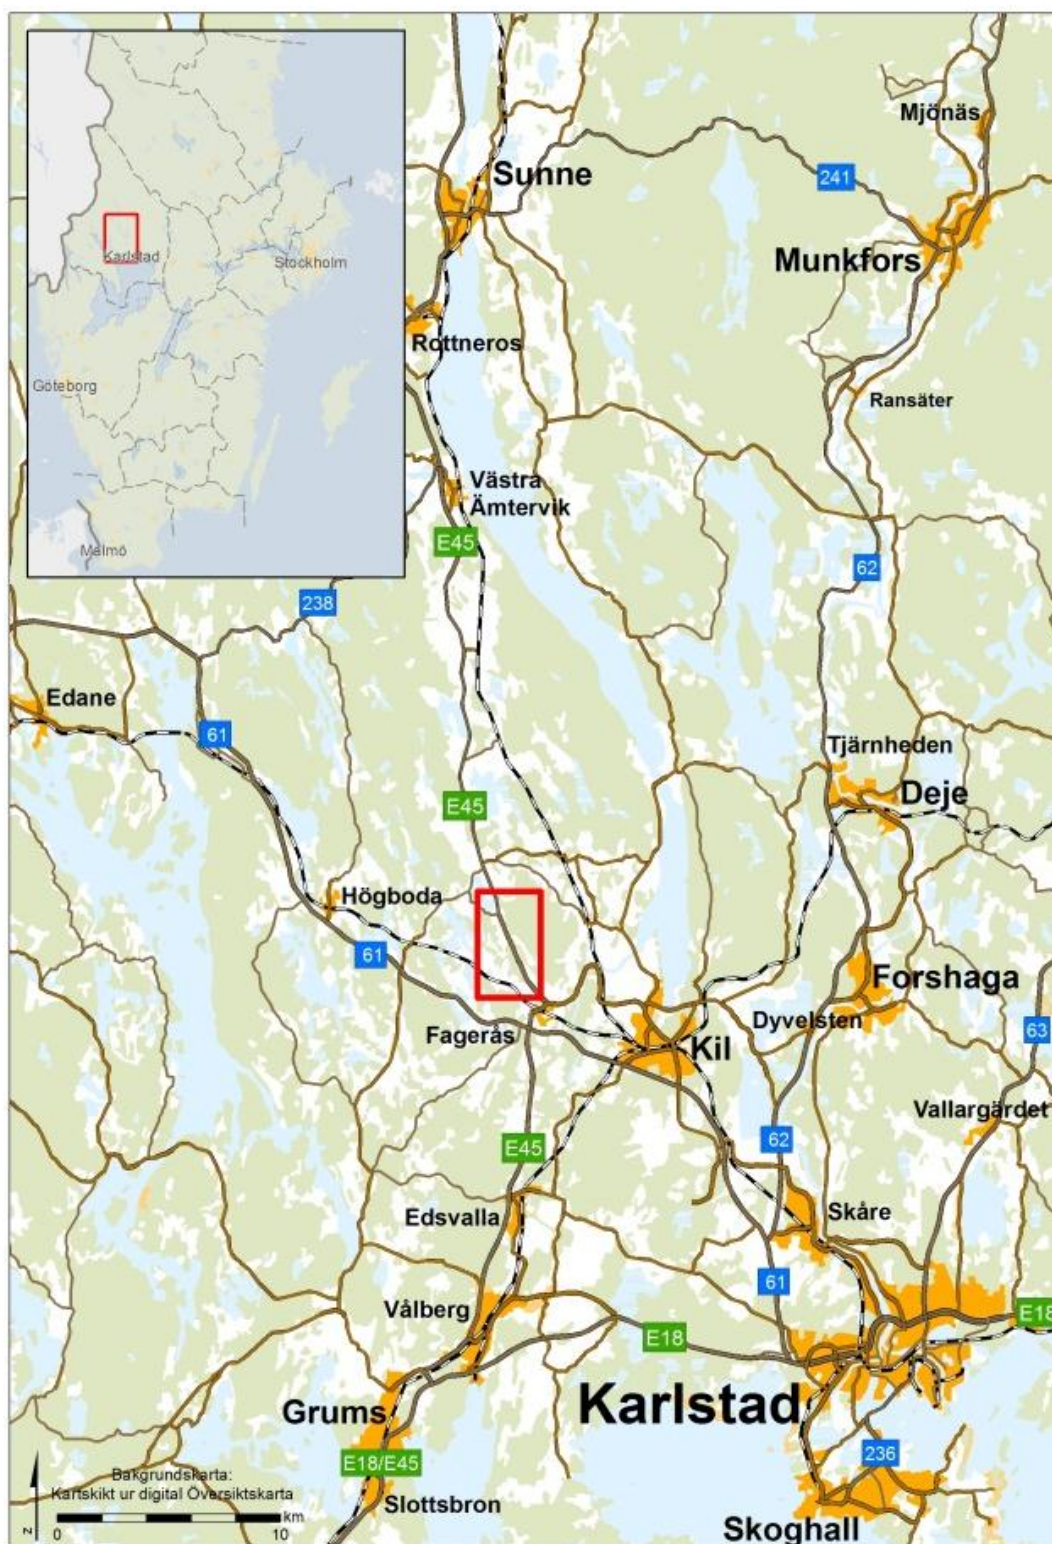 Mjönäs
Sunne
241
Munkfors
Karlstad
Stockholm
Rottneros
Göteborg
Ransäter
Västra
Ämtervik
E45
Malmö
62
238
Edane
61
Tjärnheden
Deje
E45
Högboda
61
Forshaga
Dyvelsten
63
Fagerås
Kil
Vallargärdet
62
E45
Edsvalla
Skåre
61
Vålberg
E18
E18
Karlstad
Grums
236
E18/E45
Bakgrundskarta:
Kartskikt ur digital Översiktskarta
Slottsbron
km
0 10
z
Skoghall